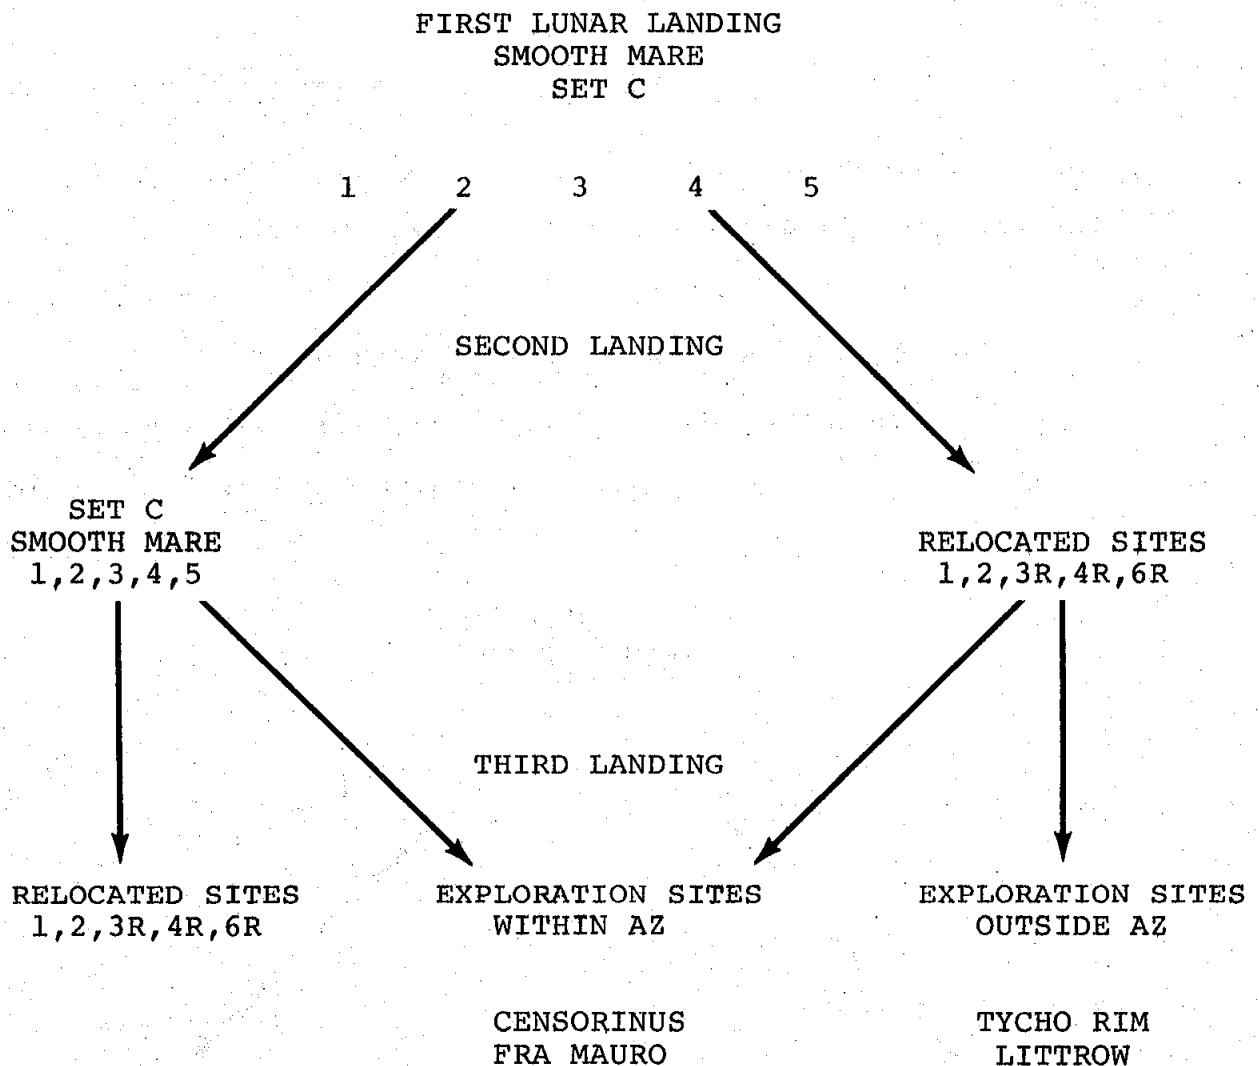 FIRST LUNAR LANDING
SMOOTH MARE
SET C
1 2 3 4 5
SECOND LANDING
SET C
SMOOTH MARE
1,2,3,4,5
RELOCATED SITES
1,2,3R,4R,6R
THIRD LANDING
RELOCATED SITES
1,2,3R,4R,6R
EXPLORATION SITES
WITHIN AZ
CENSORINUS
FRA MAURO
EXPLORATION SITES
OUTSIDE AZ
TYCHO RIM
LITTROW